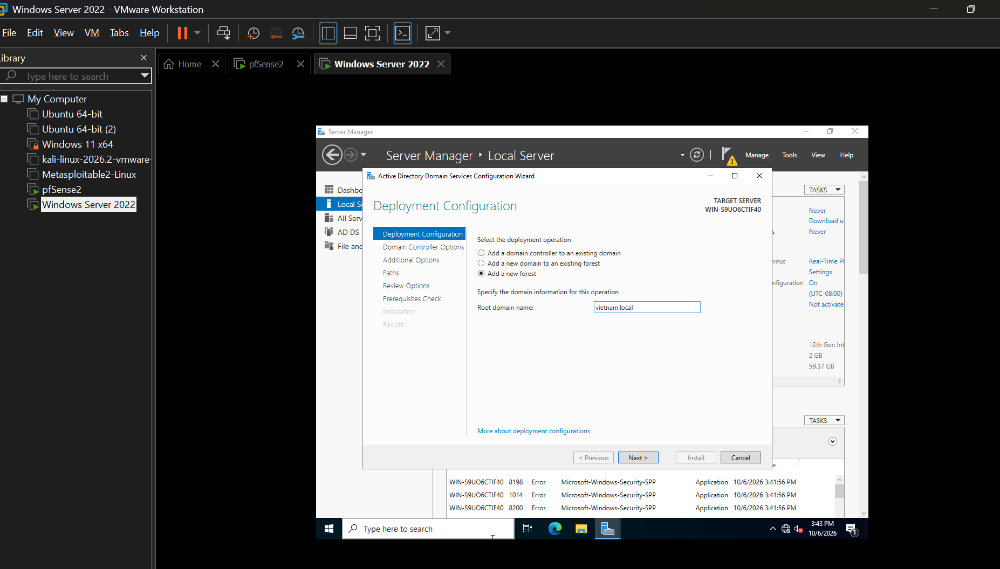 Windows Server 2022 - VMware Workstation
File Edit View VM Tabs Help
ibrary
Type here to search
My Computer
Ubuntu 64-bit
Ubuntu 64-bit (2)
Windows 11 x64
kali-linux-2026.2-vmware-
Metasploitable2-Linux
pfSense2
Windows Server 2022
Home
pfSense2
Windows Server 2022
Server Manager
Server Manager ‣ Local Server
Manage Tools View Help
Dashbo
Local Se
All Serv
AD DS
File and
Active Directory Domain Services Configuration Wizard
Deployment Configuration
TARGET SERVER
WIN-S9UO6CTIF40
Deployment Configuration
Domain Controller Options
Additional Options
Paths
Review Options
Prerequisites Check
Installation
Results
Select the deployment operation
Add a domain controller to an existing domain
Add a new domain to an existing forest
Add a new forest
Specify the domain information for this operation
Root domain name: vietnam.local
More about deployment configurations
< Previous Next > Install Cancel
TASKS
Never
Download u
s Never
virus Real-Time Pr
Settings
nfiguration On
(UTC-08:00)
Not activate
12th Gen Int
2 GB
59.37 GB
TASKS
e
WIN-S9UO6CTIF40 8198 Error Microsoft-Windows-Security-SPP Application 10/6/2026 3:41:56 PM
WIN-S9UO6CTIF40 1014 Error Microsoft-Windows-Security-SPP Application 10/6/2026 3:41:56 PM
WIN-S9UO6CTIF40 8200 Error Microsoft-Windows-Security-SPP Application 10/6/2026 3:41:56 PM
Type here to search
3:43 PM
10/6/2026
1